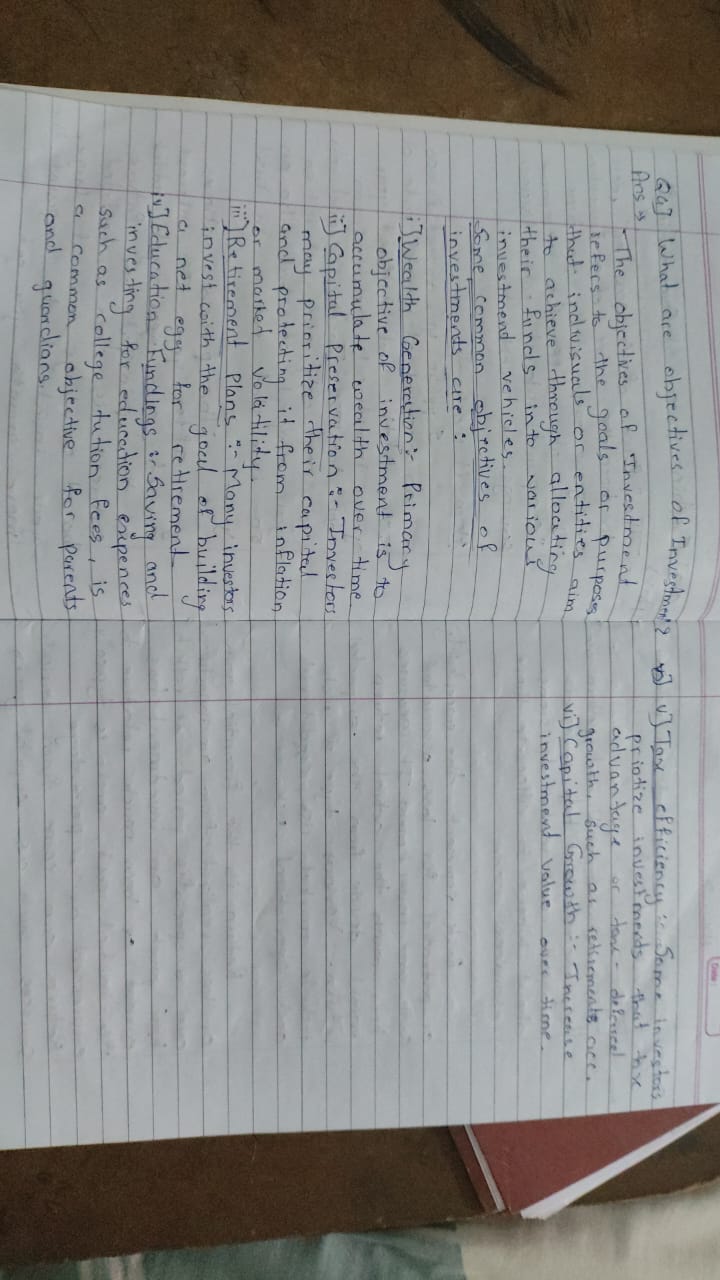 Q4] What are objectives of Investment?
Ans →
The objectives of Investment
refers to the goals or purposes
that indivisuals or entities aim
to achieve through allocating
their funds into various
investment vehicles.
Some common objectives of
investments are :
i] Wealth Generation :- Primary
objective of investment is to
accumulate wealth over time
ii] Capital Preservation :- Investors
may prioritize their capital
and protecting it from inflation
or market volatility.
iii] Retirement Plans :- Many investors
invest with the goal of building
a net egg for retirement
iv] Education Fundings :- Saving and
investing for education expences
such as college tution fees, is
a common objective for parents
and guardians.
Date :
v] Tax efficiency :- Some investors
priotize investments that
advantage or tax - deferred
growth, such as retirements acc.
vi] Capital Growth :- Increase
investment value over time.